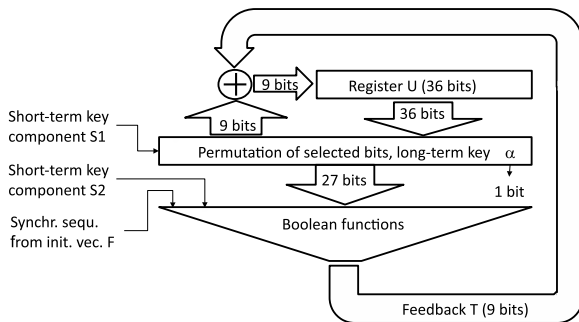 9 bits
Register U (36 bits)
Short-term key
component S1
9 bits
36 bits
Permutation of selected bits, long-term key α
Short-term key
component S2
27 bits
1 bit
Synchr. sequ.
from init. vec. F
Boolean functions
Feedback T (9 bits)